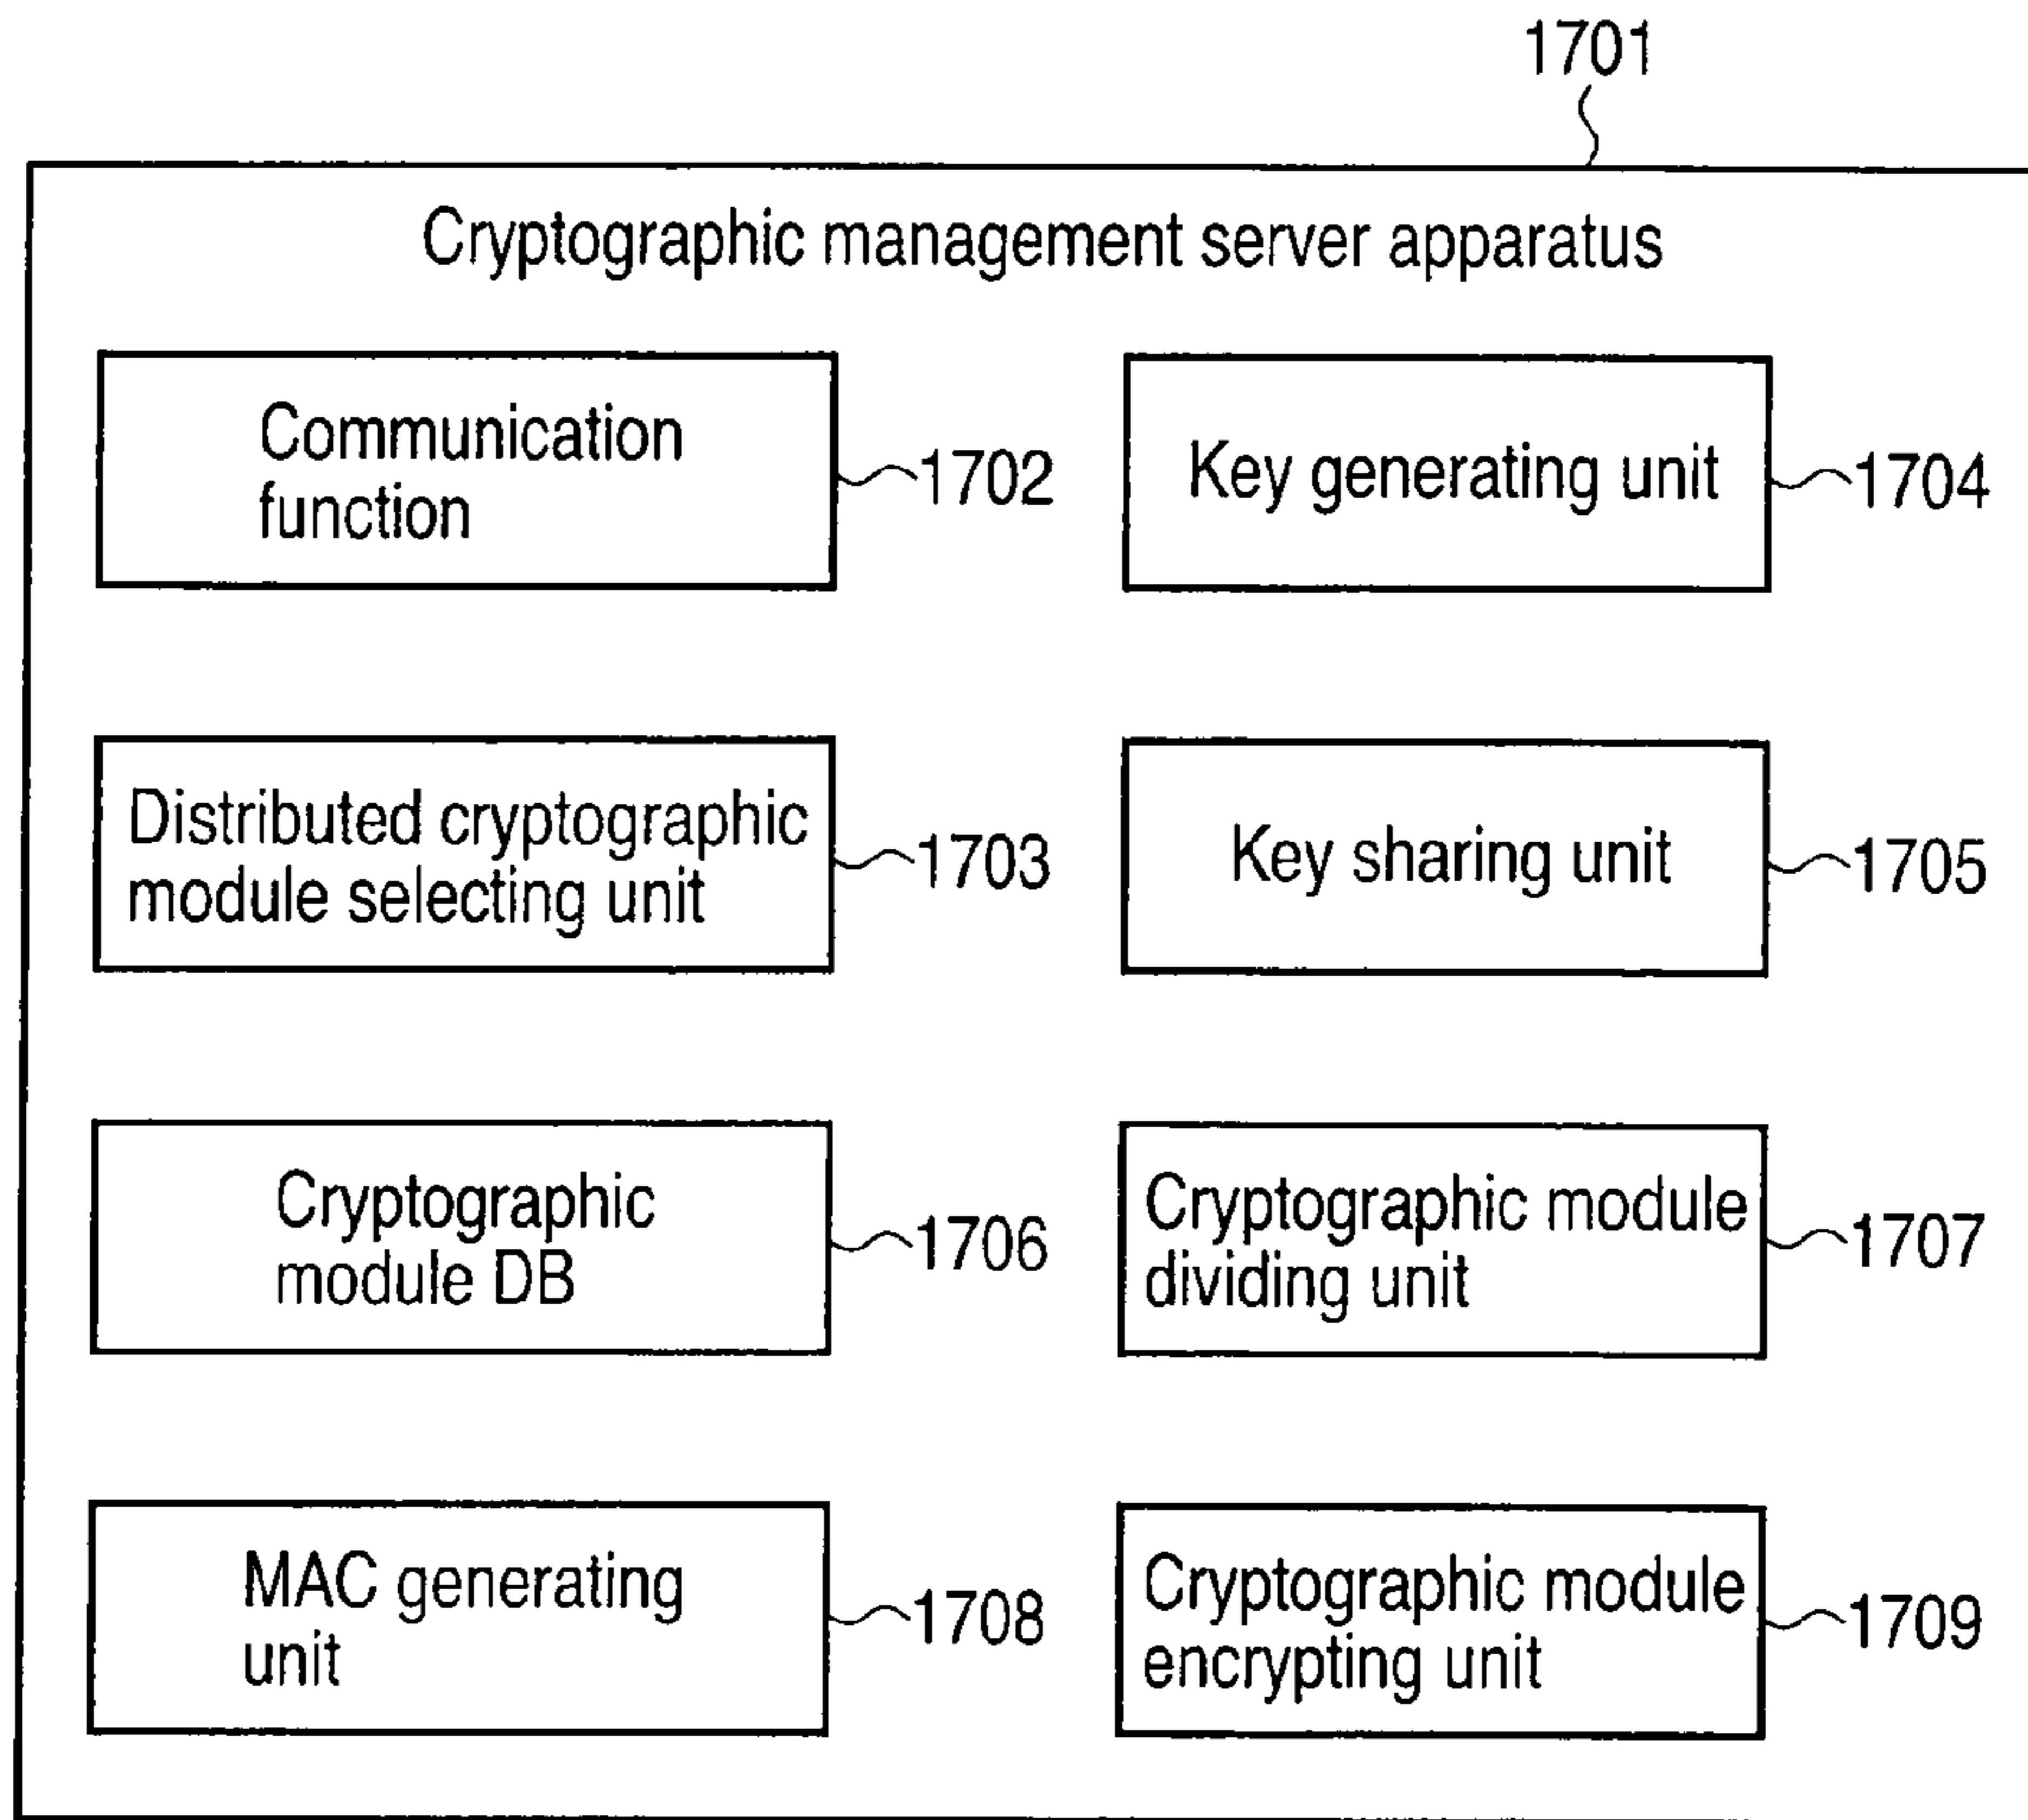 1701
Cryptographic management server apparatus
Communication
function
1702
Key generating unit
1704
Distributed cryptographic
module selecting unit
1703
Key sharing unit
1705
Cryptographic
module DB
1706
Cryptographic module
dividing unit
1707
MAC generating
unit
1708
Cryptographic module
encrypting unit
1709